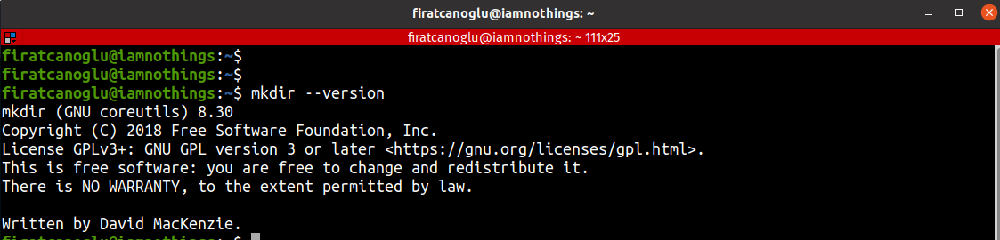 firatcanoglu@iamnothings: ~
firatcanoglu@iamnothings: ~ 111x25
firatcanoglu@iamnothings:~$
firatcanoglu@iamnothings:~$
firatcanoglu@iamnothings:~$ mkdir --version
mkdir (GNU coreutils) 8.30
Copyright (C) 2018 Free Software Foundation, Inc.
License GPLv3+: GNU GPL version 3 or later <https://gnu.org/licenses/gpl.html>.
This is free software: you are free to change and redistribute it.
There is NO WARRANTY, to the extent permitted by law.
Written by David MacKenzie.
firatcanoglu@iamnothings:~$